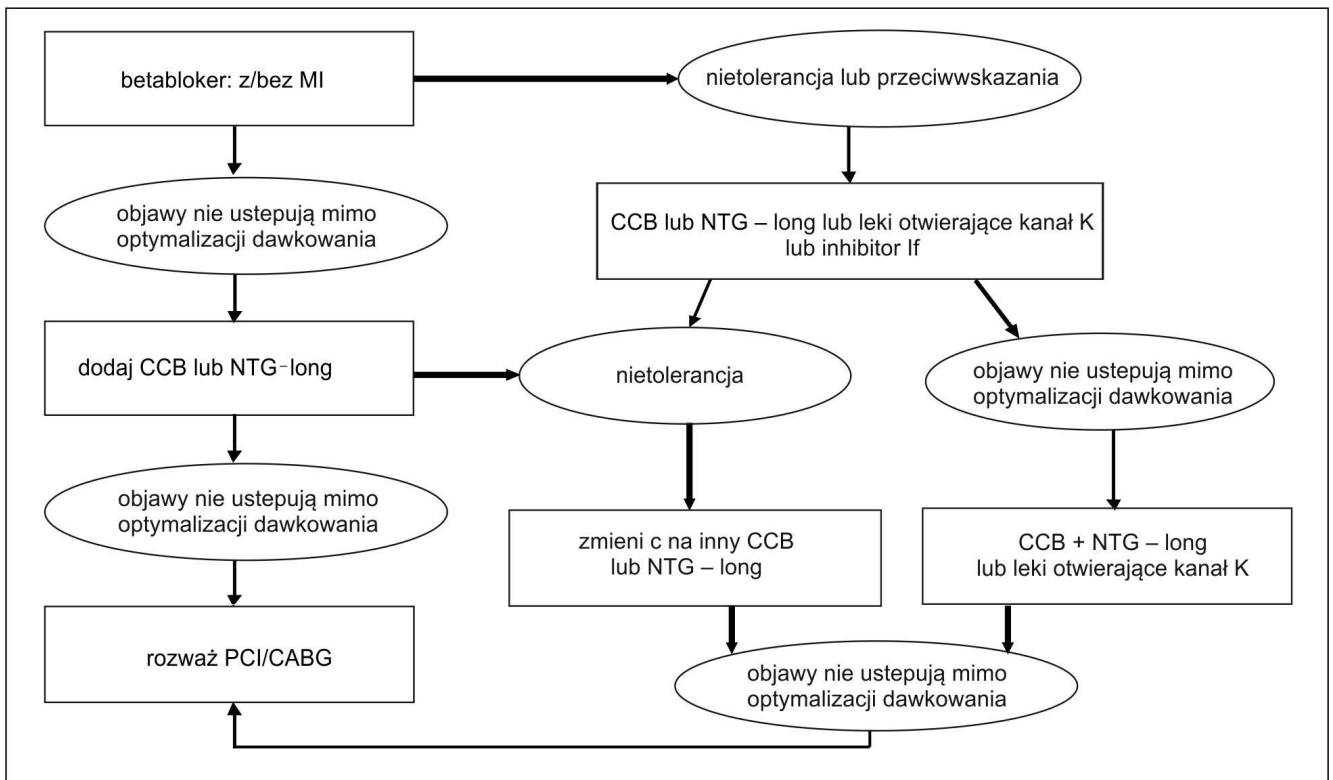 betabloker: z/bez MI
nietolerancja lub przeciwwskazania
objawy nie ustepują mimo
optymalizacji dawkowania
CCB lub NTG – long lub leki otwierające kanał K
lub inhibitor If
dodaj CCB lub NTG-long
nietolerancja
objawy nie ustepują mimo
optymalizacji dawkowania
objawy nie ustepują mimo
optymalizacji dawkowania
zmieni c na inny CCB
lub NTG – long
CCB + NTG – long
lub leki otwierające kanał K
rozważ PCI/CABG
objawy nie ustepują mimo
optymalizacji dawkowania